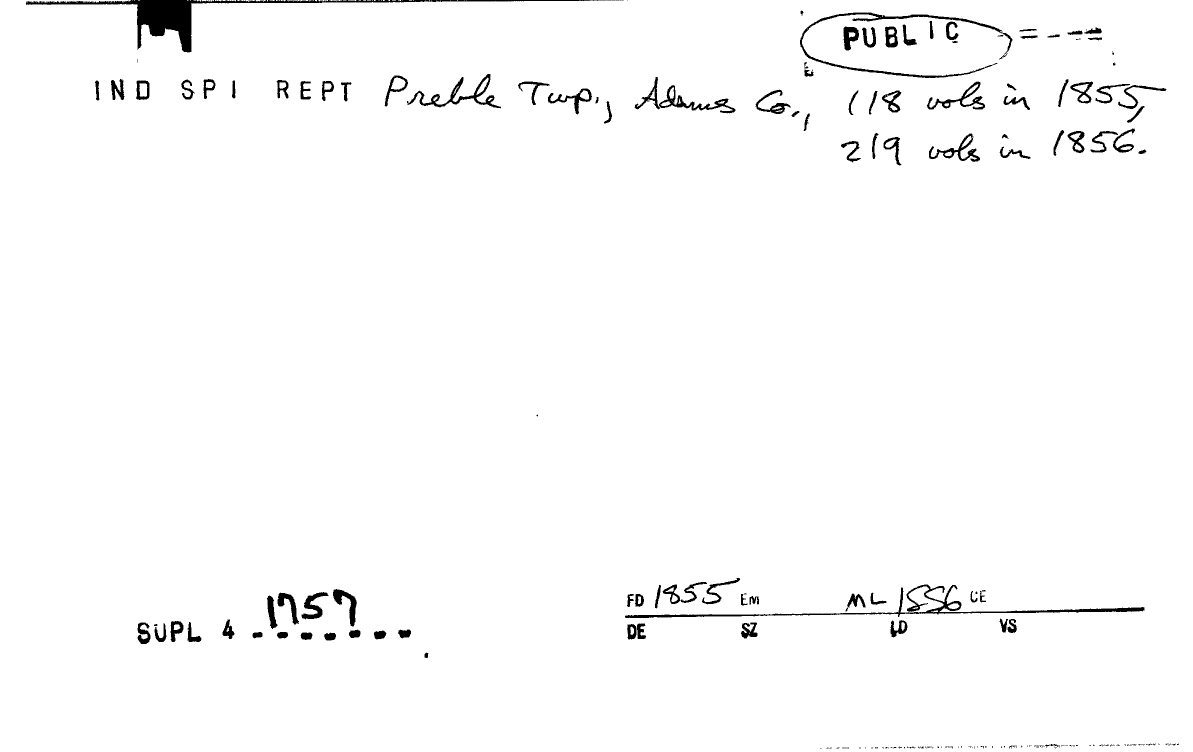 PUBLIC
IND SPI REPT Preble Twp., Adams Co., 118 vols in 1855,
219 vols in 1856.
SUPL 4 1757
FD 1855 EM ML 1856 CE
DE SZ LD VS